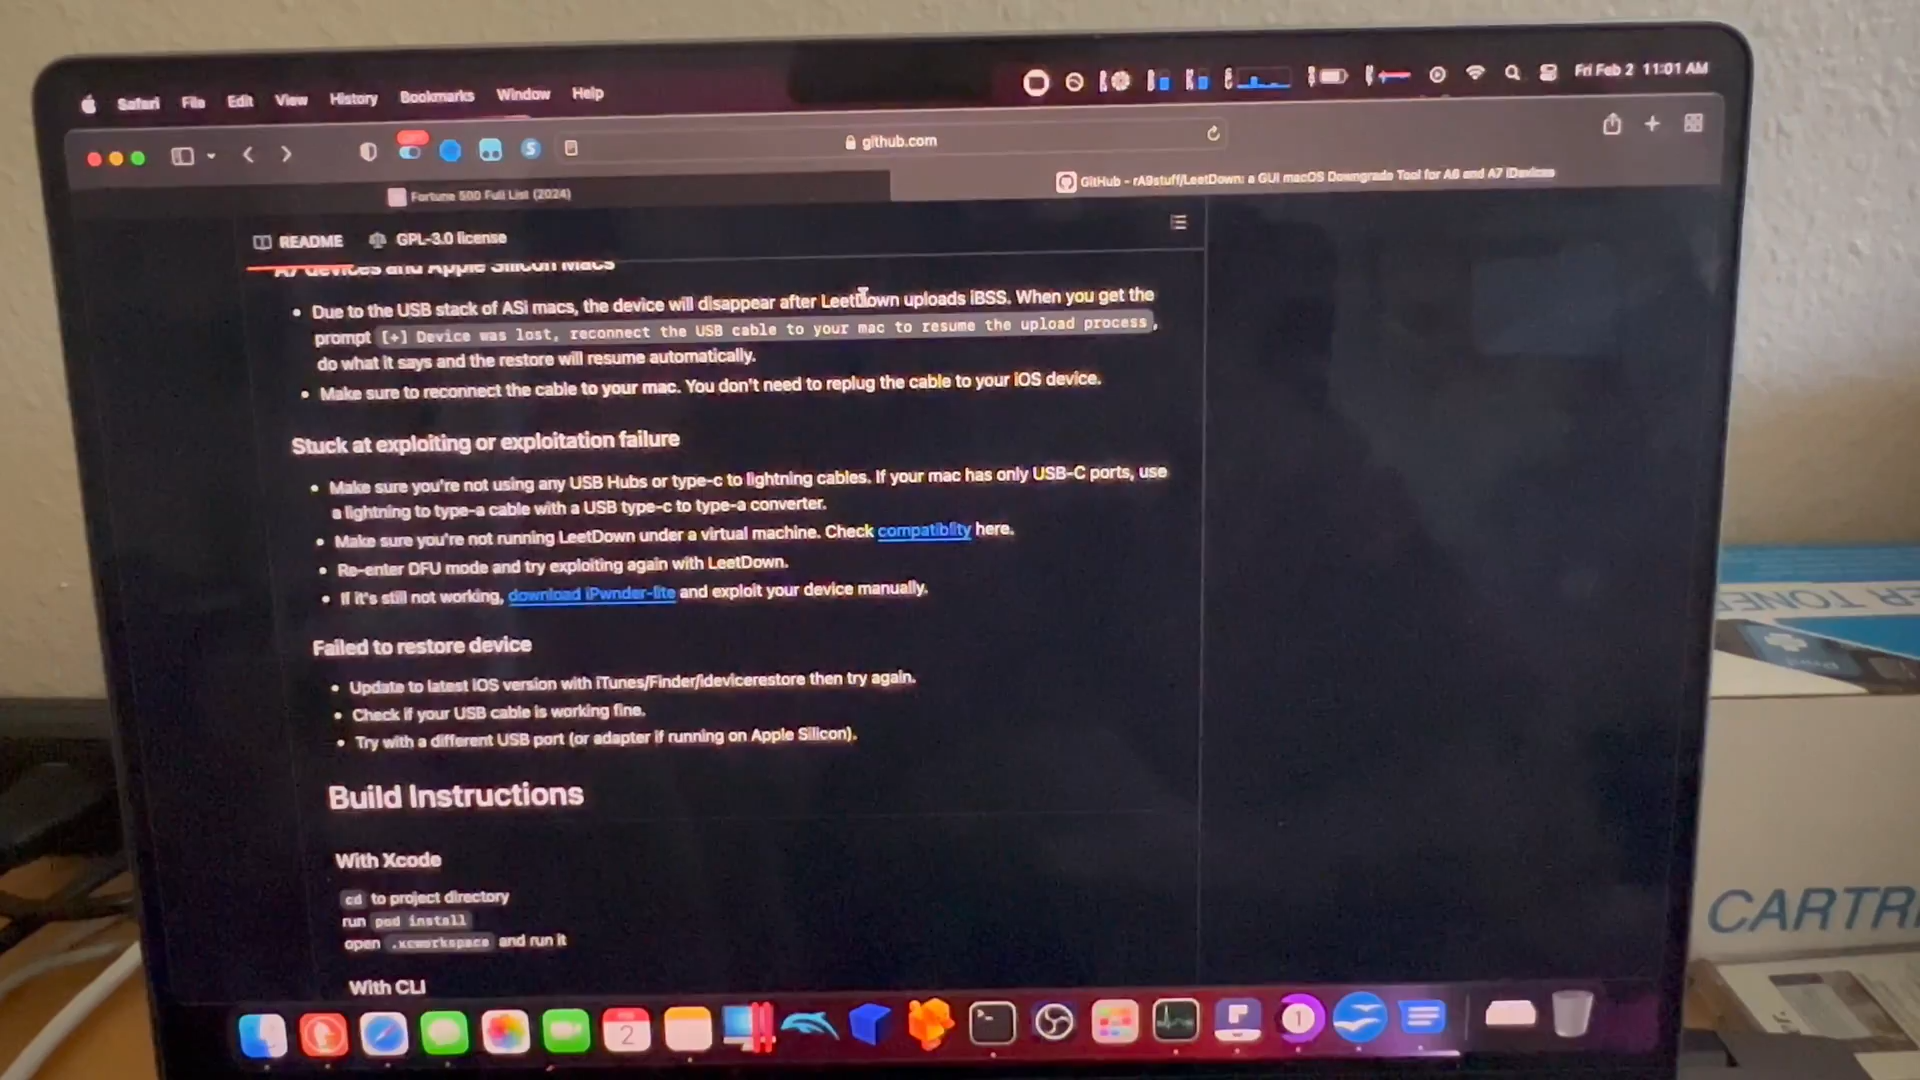 Safari File Edit View History Bookmarks Window Help
Fri Feb 2 11:01 AM
github.com
Fortune 500 Full List (2024)
GitHub - rA9stuff/LeetDown: a GUI macOS Downgrade Tool for A6 and A7 iDevices
README
GPL-3.0 license
A7 devices and Apple Silicon Macs
Due to the USB stack of ASi macs, the device will disappear after LeetDown uploads iBSS. When you get the
prompt [+] Device was lost, reconnect the USB cable to your mac to resume the upload process,
do what it says and the restore will resume automatically.
Make sure to reconnect the cable to your mac. You don't need to replug the cable to your iOS device.
Stuck at exploiting or exploitation failure
Make sure you're not using any USB Hubs or type-c to lightning cables. If your mac has only USB-C ports, use
a lightning to type-a cable with a USB type-c to type-a converter.
Make sure you're not running LeetDown under a virtual machine. Check compatiblity here.
Re-enter DFU mode and try exploiting again with LeetDown.
If it's still not working, download iPwnder-lite and exploit your device manually.
Failed to restore device
Update to latest iOS version with iTunes/Finder/idevicerestore then try again.
Check if your USB cable is working fine.
Try with a different USB port (or adapter if running on Apple Silicon).
Build Instructions
With Xcode
cd to project directory
run pod install
open .xcworkspace and run it
With CLI
2
1
CARTRI